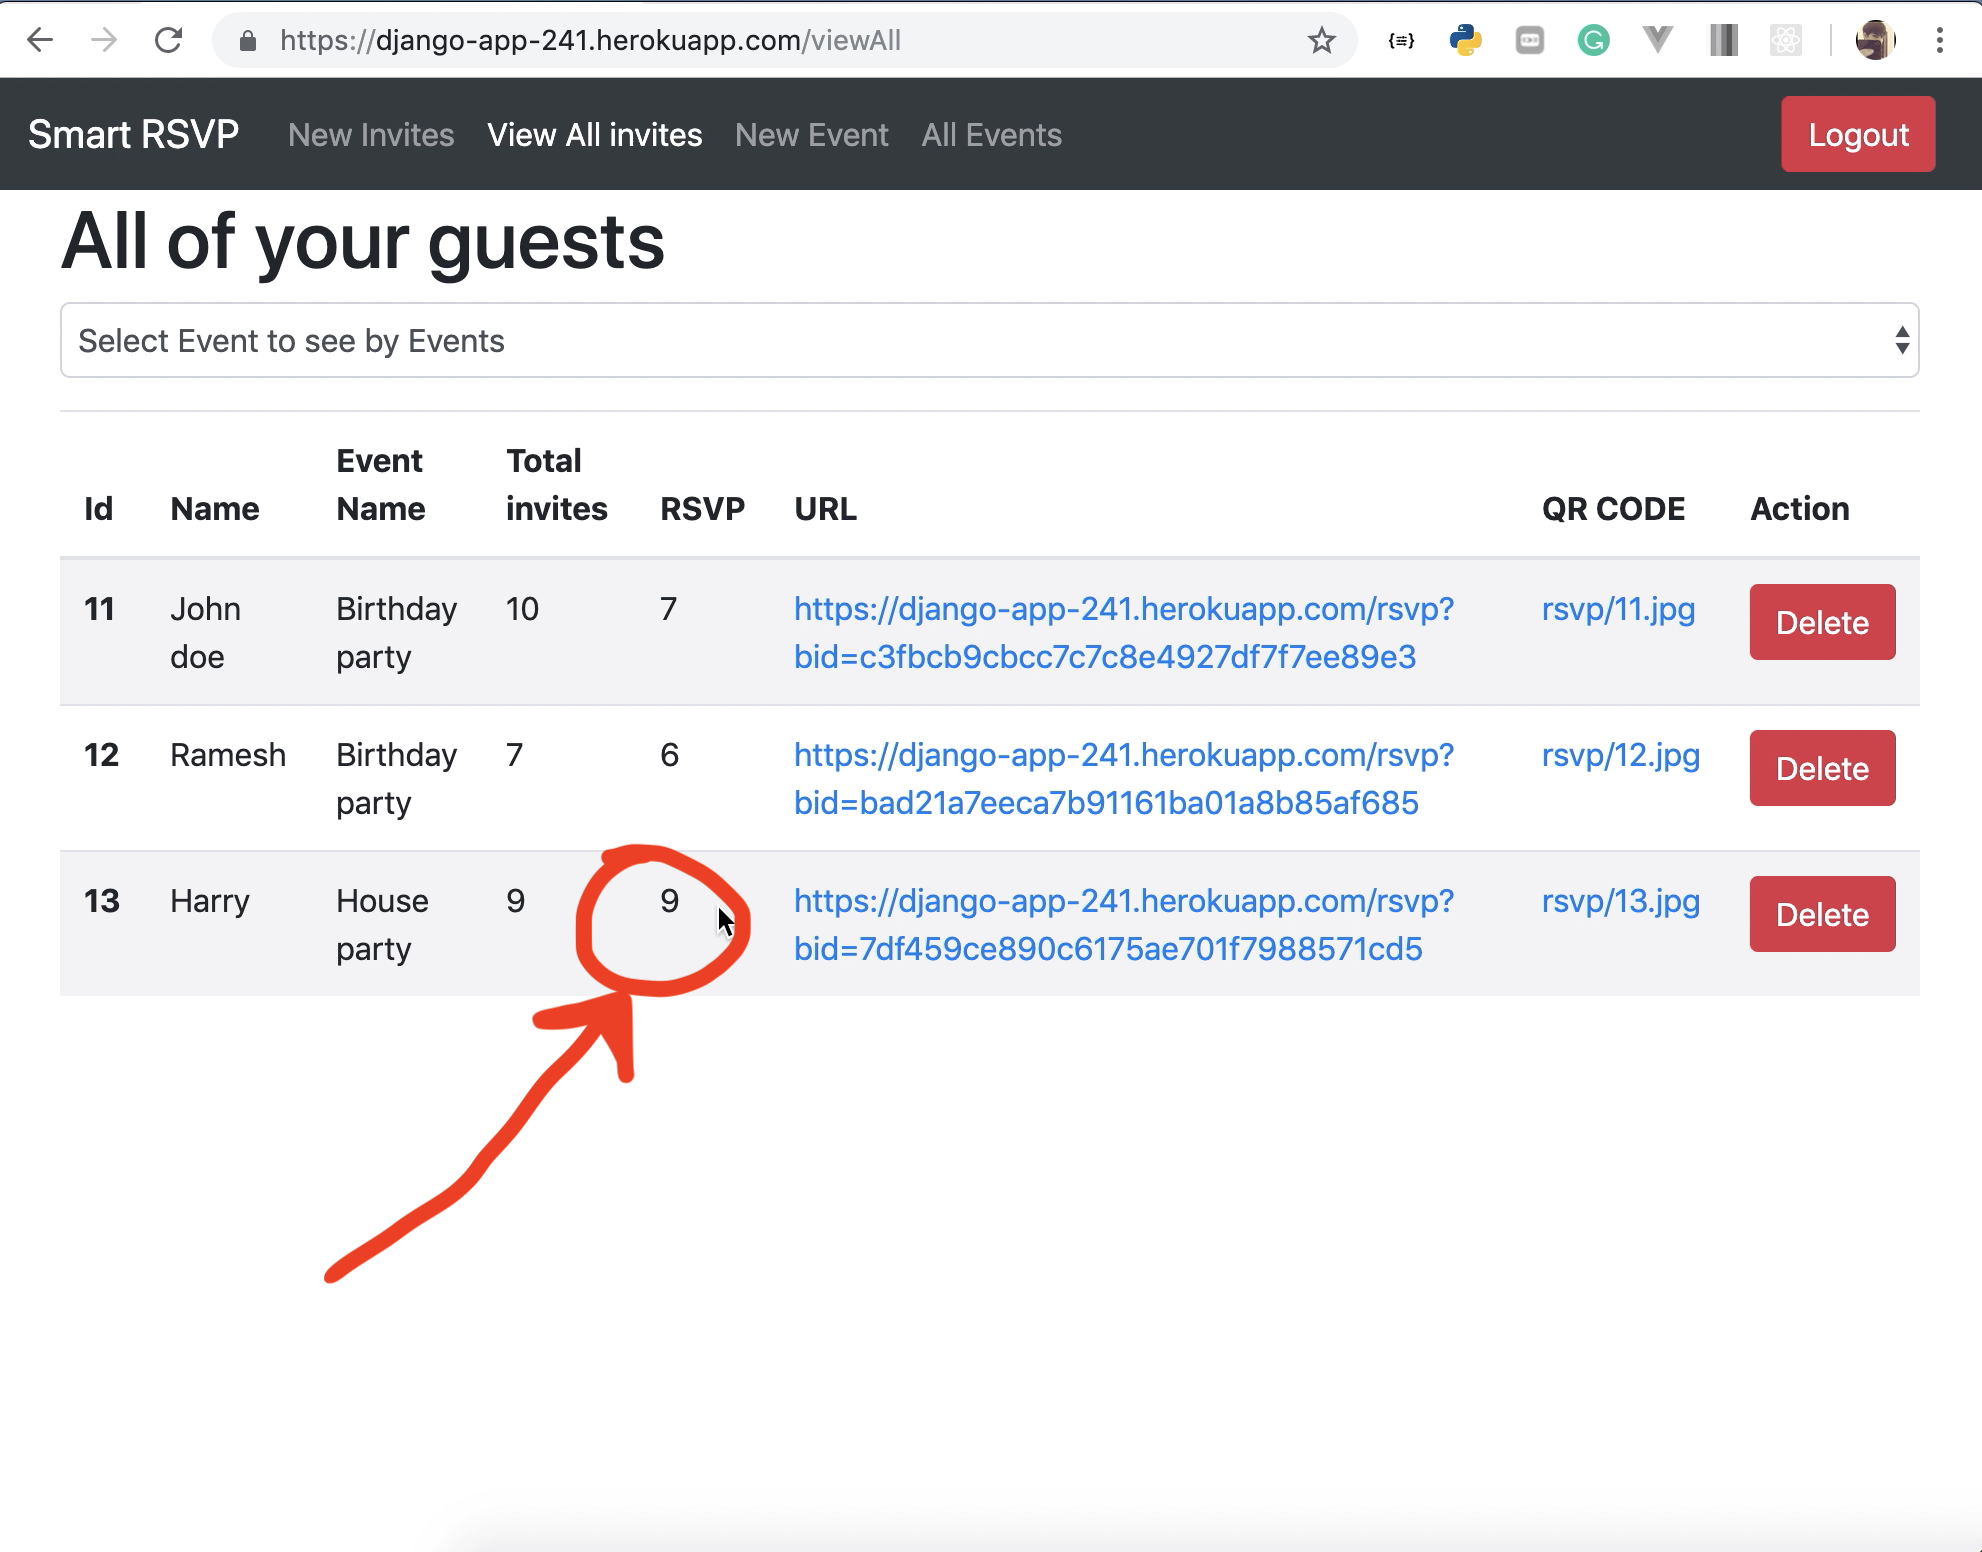 https://django-app-241.herokuapp.com/viewAll
Smart RSVP New Invites View All invites New Event All Events Logout
All of your guests
Select Event to see by Events
Id Name Event Name Total invites RSVP URL QR CODE Action
11 John doe Birthday party 10 7 https://django-app-241.herokuapp.com/rsvp?bid=c3fbcb9cbcc7c7c8e4927df7f7ee89e3 rsvp/11.jpg Delete
12 Ramesh Birthday party 7 6 https://django-app-241.herokuapp.com/rsvp?bid=bad21a7eeca7b91161ba01a8b85af685 rsvp/12.jpg Delete
13 Harry House party 9 9 https://django-app-241.herokuapp.com/rsvp?bid=7df459ce890c6175ae701f7988571cd5 rsvp/13.jpg Delete